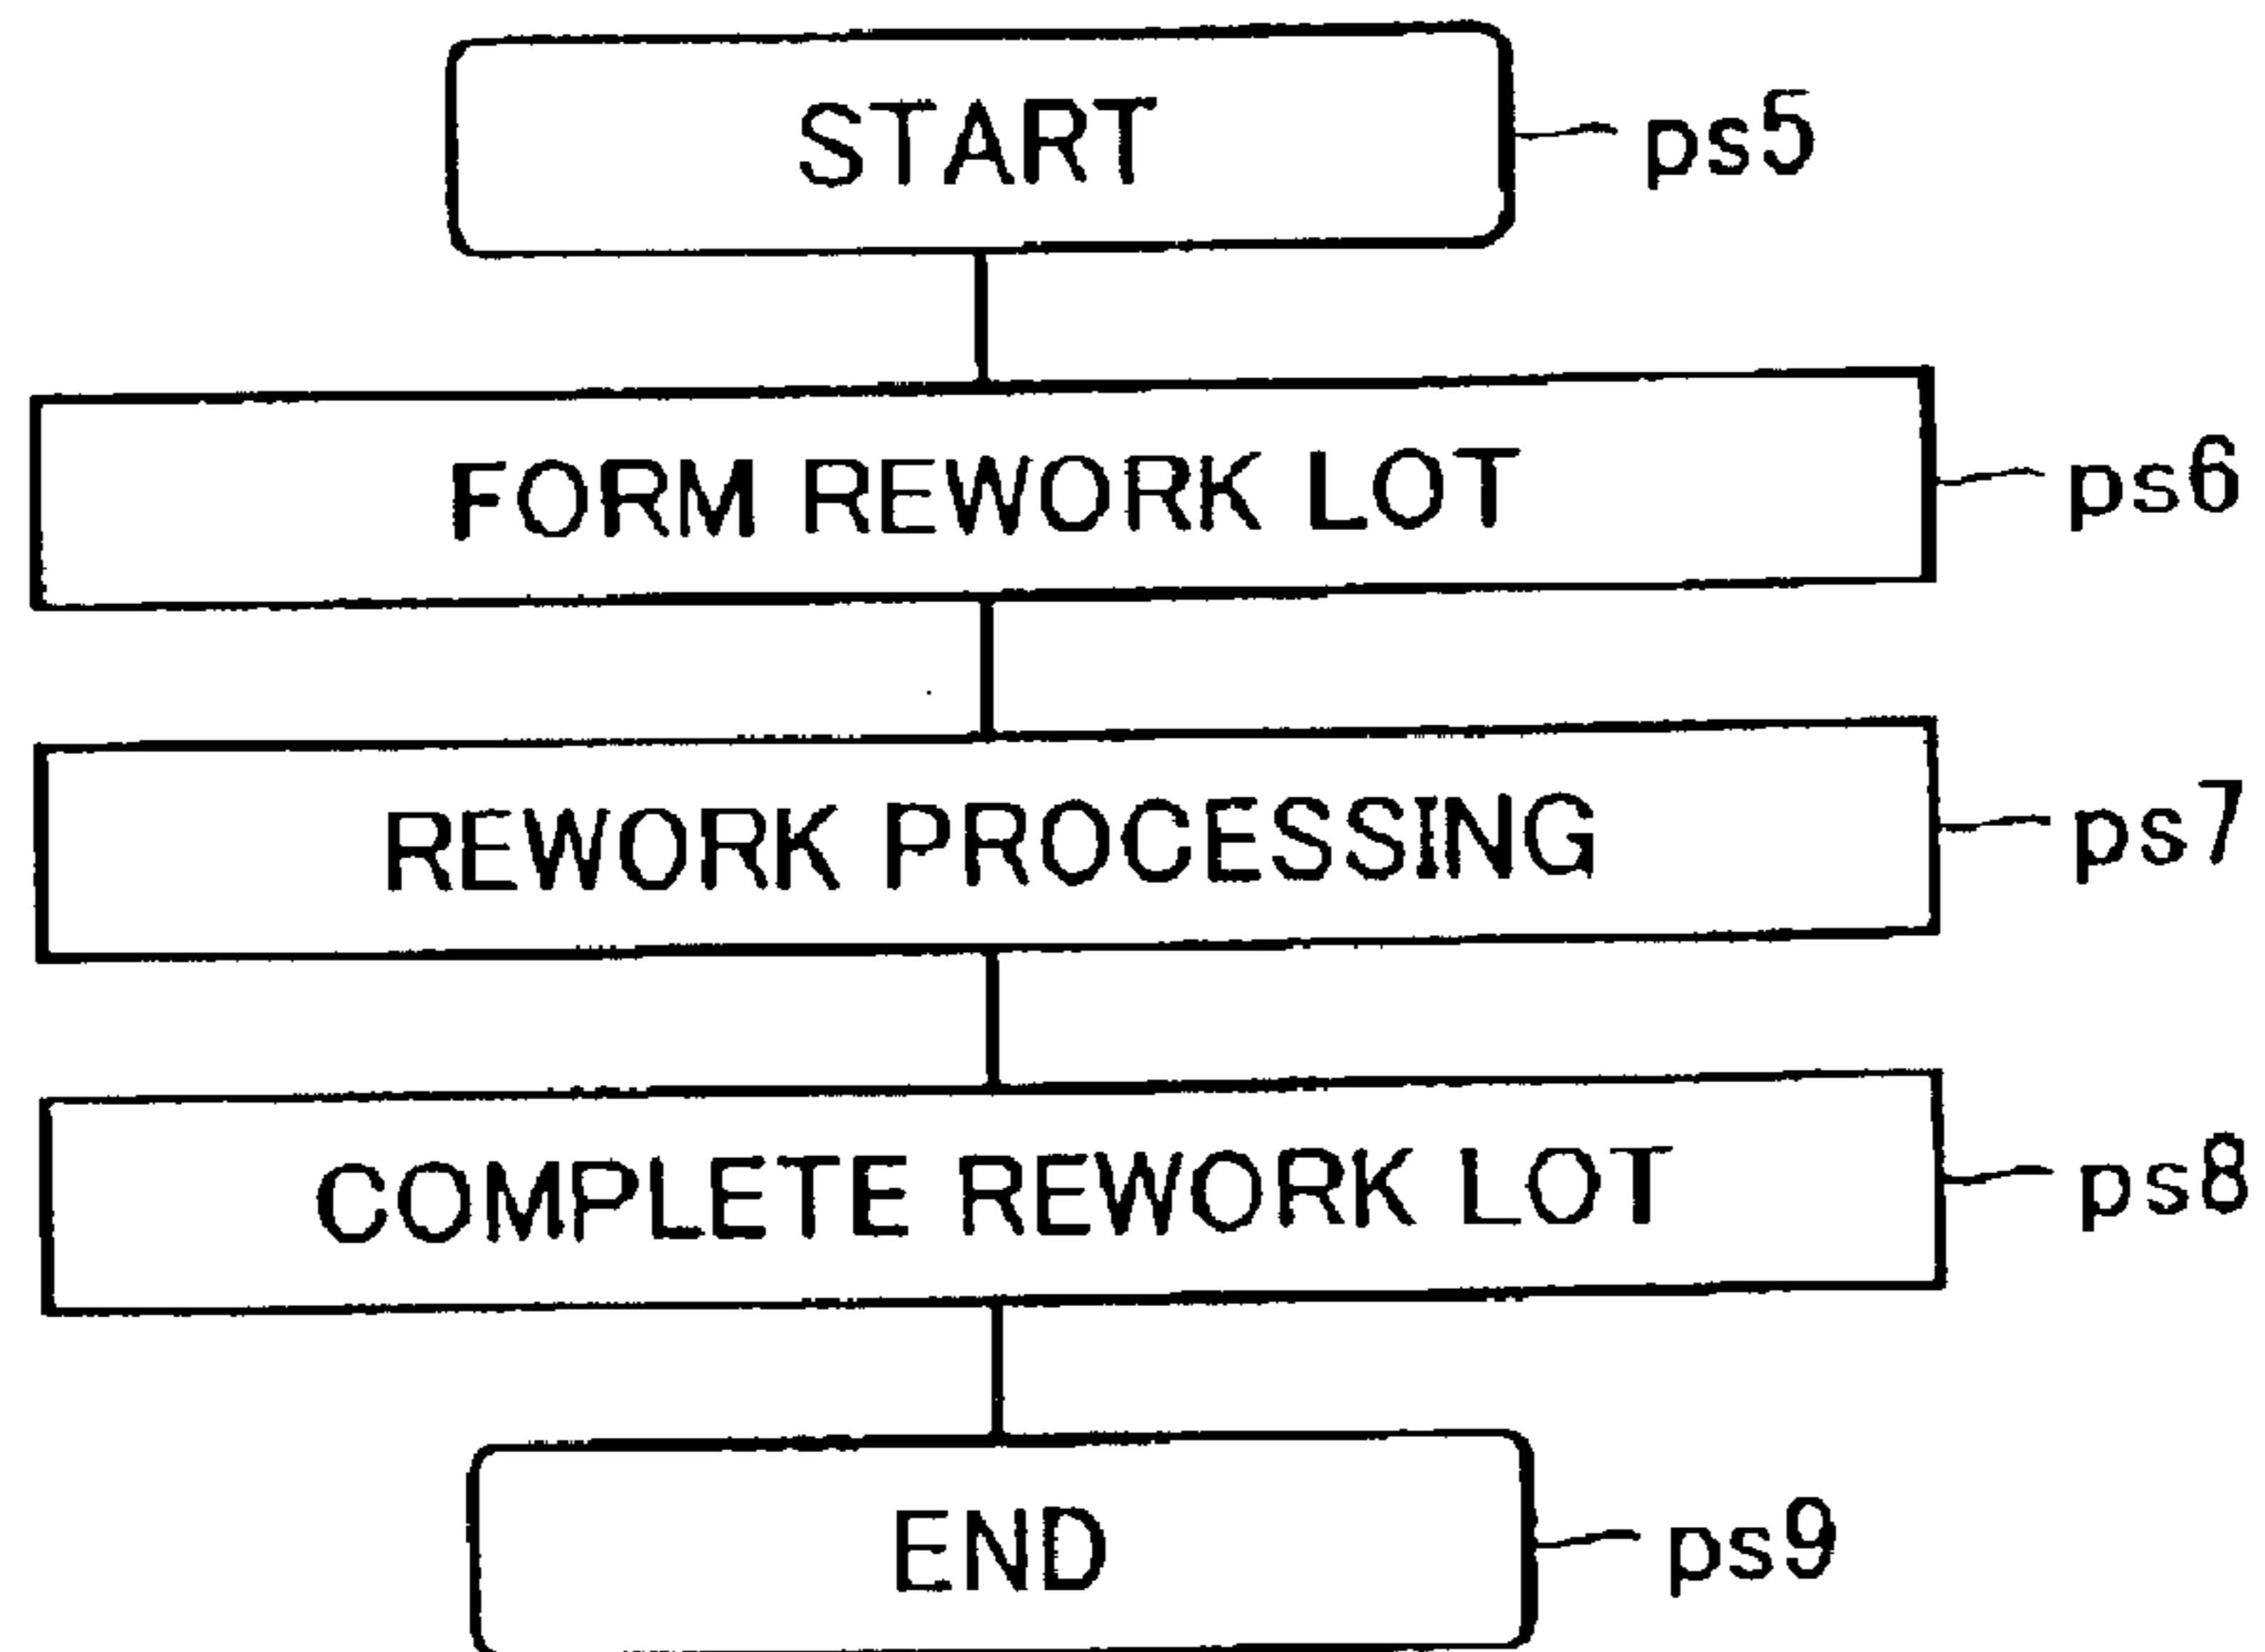 START ps5
FORM REWORK LOT ps6
REWORK PROCESSING ps7
COMPLETE REWORK LOT ps8
END ps9